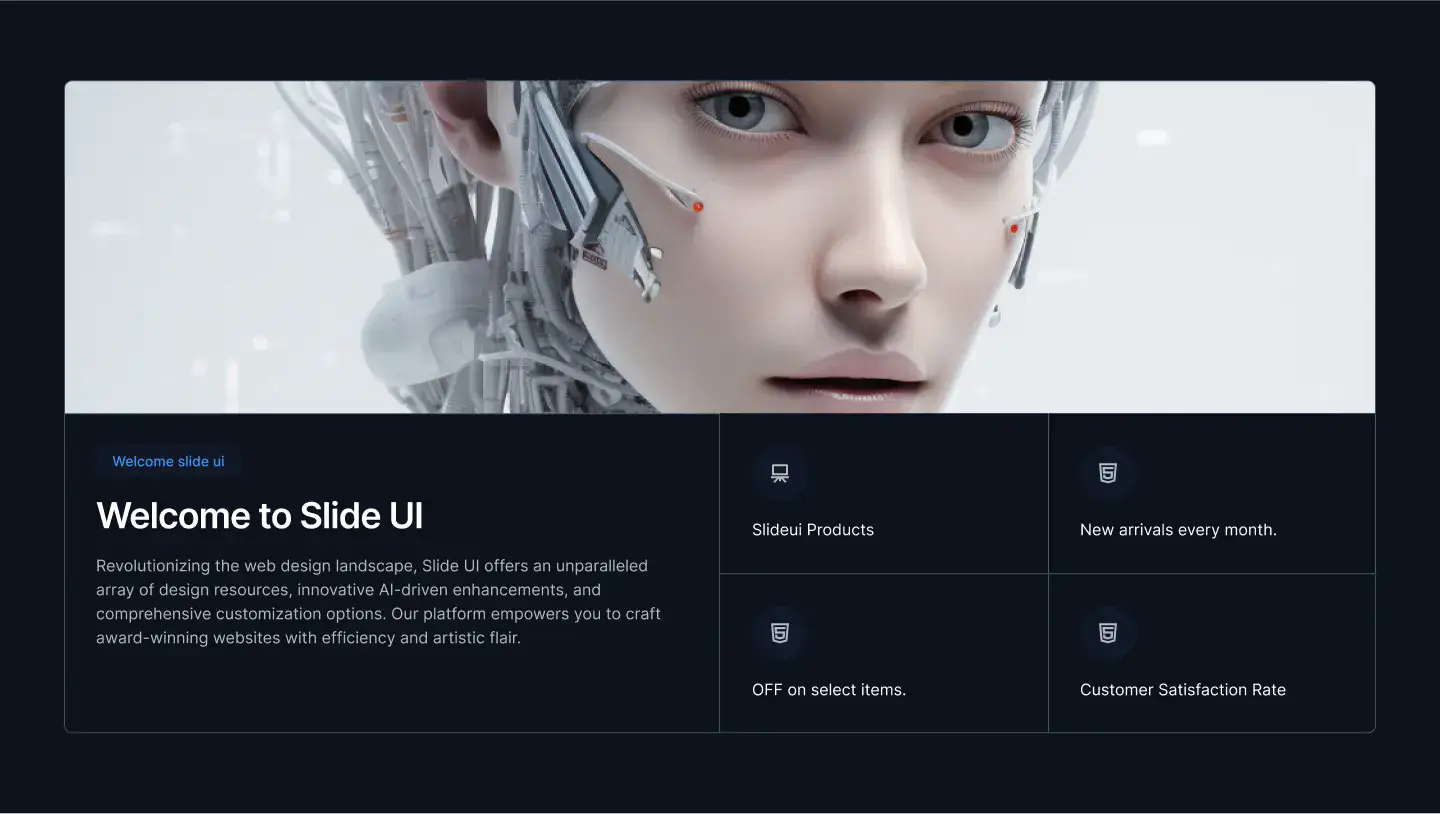 Welcome slide ui
Welcome to Slide UI
Revolutionizing the web design landscape, Slide UI offers an unparalleled
array of design resources, innovative AI-driven enhancements, and
comprehensive customization options. Our platform empowers you to craft
award-winning websites with efficiency and artistic flair.
Slideui Products
New arrivals every month.
OFF on select items.
Customer Satisfaction Rate